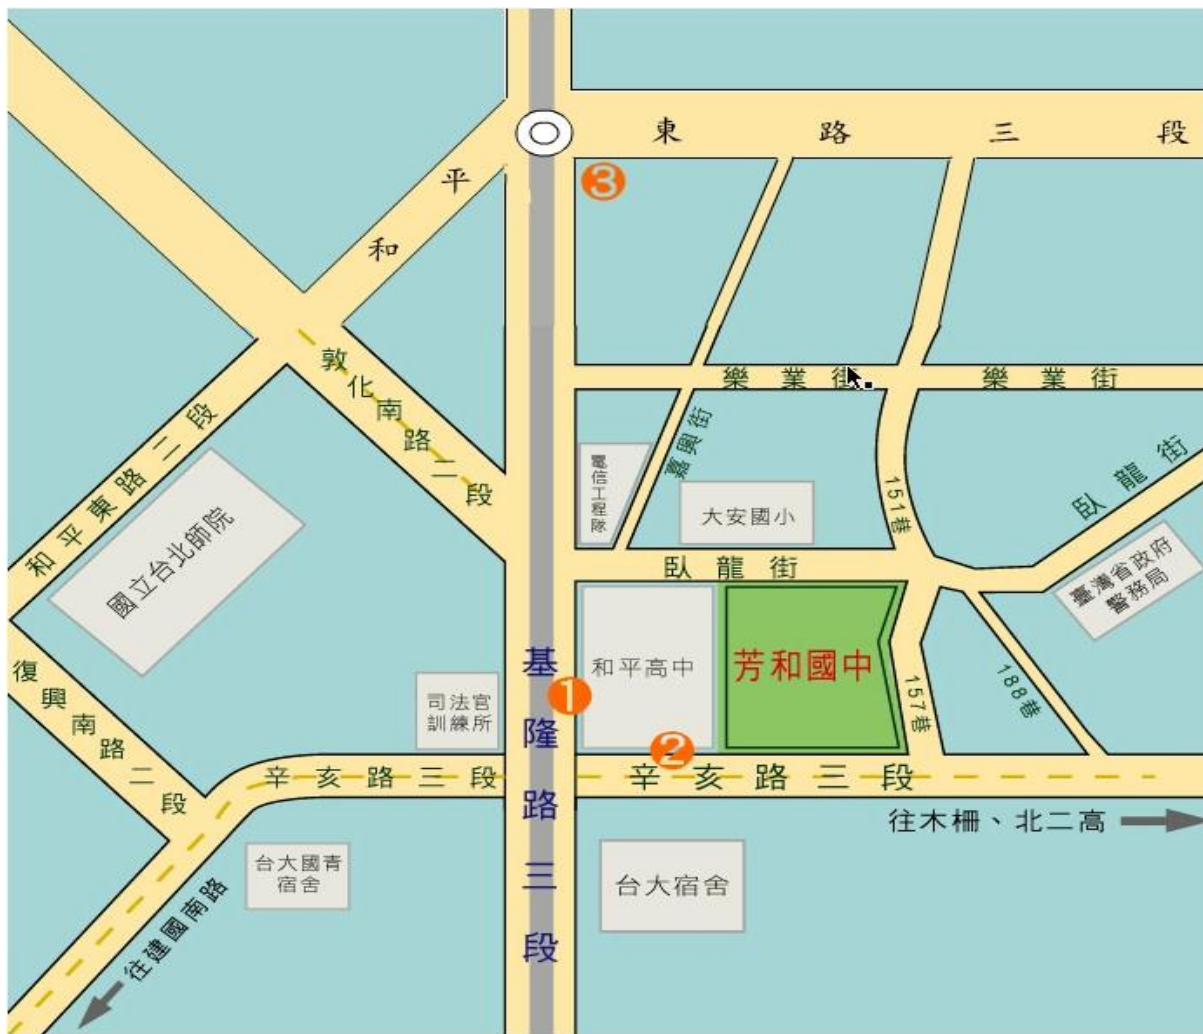 和平東路三段
❸
敦化南路二段
樂業街
樂業街
和平東路二段
電信工程隊
嘉興街
臥龍街
151巷
大安國小
國立台北師院
臥龍街
臺灣省政府
警務局
基隆路三段
❶
和平高中
芳和國中
復興南路二段
司法官
訓練所
157巷
188巷
❷
辛亥路三段
辛亥路三段
往木柵、北二高
台大國青
宿舍
台大宿舍
往建國南路